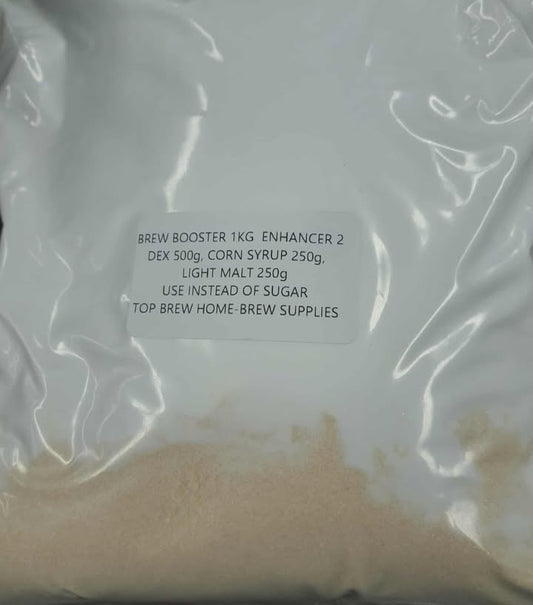 BREW BOOSTER 1KG ENHANCER 2
DEX 500g, CORN SYRUP 250g,
LIGHT MALT 250g
USE INSTEAD OF SUGAR
TOP BREW HOME-BREW SUPPLIES